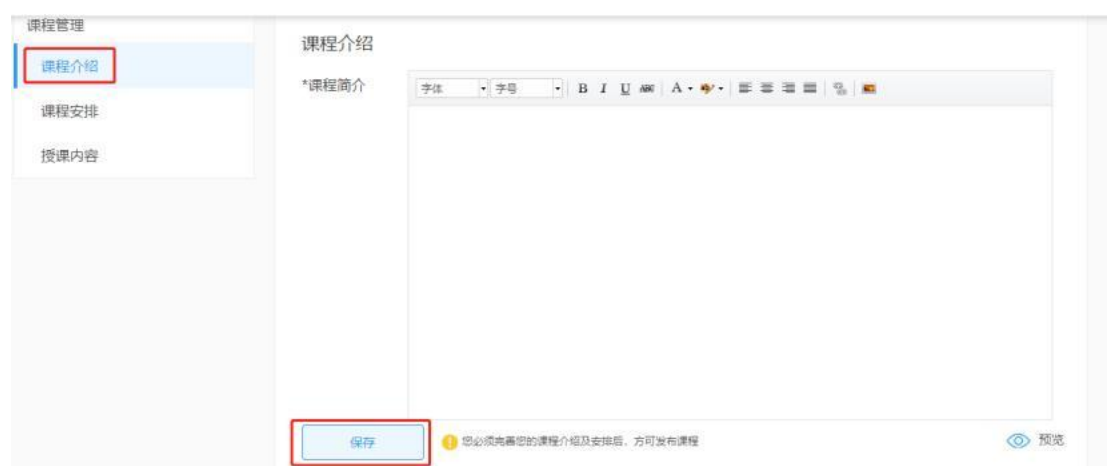 课程管理
课程介绍
课程安排
授课内容
课程介绍
*课程简介
字体 字号 B I U ABC A
保存
您必须完善您的课程介绍及安排后,方可发布课程
预览